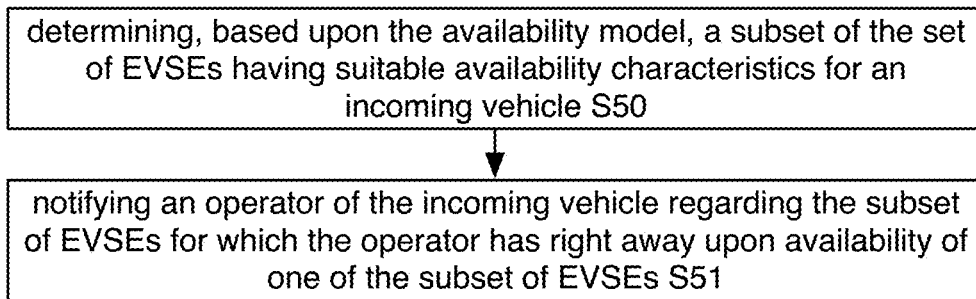 determining, based upon the availability model, a subset of the set
of EVSEs having suitable availability characteristics for an
incoming vehicle S50
notifying an operator of the incoming vehicle regarding the subset
of EVSEs for which the operator has right away upon availability of
one of the subset of EVSEs S51